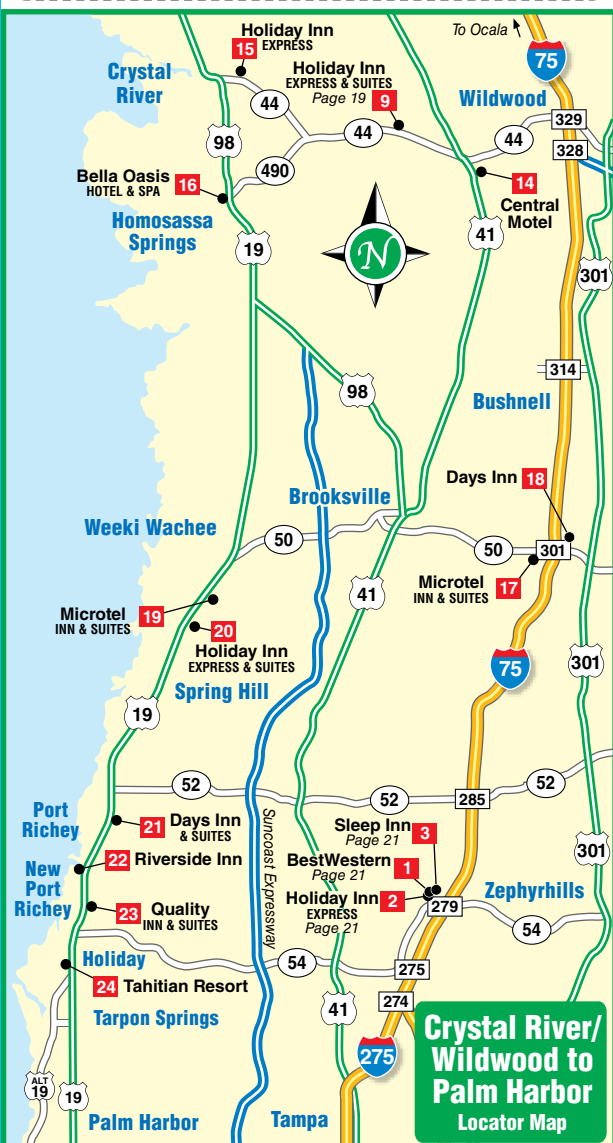 To Ocala
Holiday Inn
EXPRESS
15
75
Crystal
River
Holiday Inn
EXPRESS & SUITES
Page 19
9
Wildwood
44
44
44
329
328
98
490
Bella Oasis
HOTEL & SPA
16
14
Central
Motel
Homosassa
Springs
N
41
19
301
314
98
Bushnell
Days Inn
18
Brooksville
Weeki Wachee
50
50
301
Microtel
INN & SUITES
17
41
Microtel
INN & SUITES
19
20
Holiday Inn
EXPRESS & SUITES
75
301
Spring Hill
19
52
52
52
285
Port
Richey
21
Days Inn
& SUITES
Suncoast Expressway
Sleep Inn
Page 21
3
301
22
Riverside Inn
BestWestern
Page 21
1
New
Port
Richey
Holiday Inn
EXPRESS
Page 21
2
279
Zephyrhills
23
Quality
INN & SUITES
54
Holiday
54
275
24
Tahitian Resort
274
41
Tarpon Springs
275
Crystal River/
Wildwood to
Palm Harbor
Locator Map
ALT
19
19
Palm Harbor
Tampa